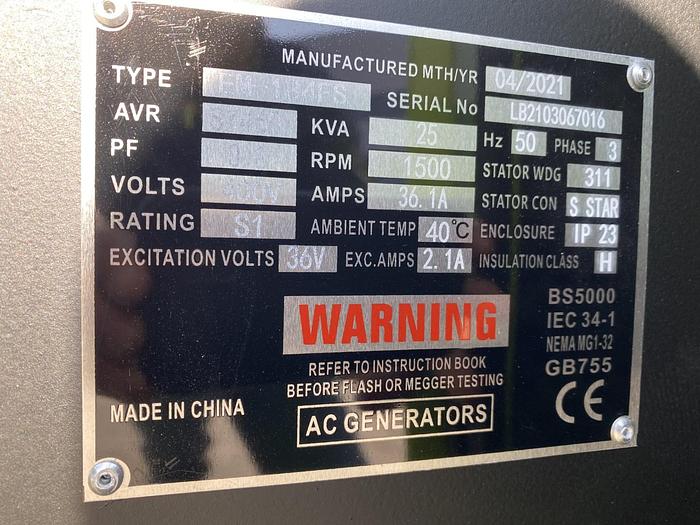 MANUFACTURED MTH/YR 04/2021
TYPE SERIAL No LB2103067016
AVR KVA 25 Hz 50 PHASE 3
PF RPM 1500 STATOR WDG 311
VOLTS 400V AMPS 36.1A STATOR CON S STAR
RATING S1 AMBIENT TEMP 40℃ ENCLOSURE IP 23
EXCITATION VOLTS 36V EXC.AMPS 2.1A INSULATION CLASS H
WARNING
REFER TO INSTRUCTION BOOK
BEFORE FLASH OR MEGGER TESTING
BS5000
IEC 34-1
NEMA MG1-32
GB755
CE
MADE IN CHINA
AC GENERATORS